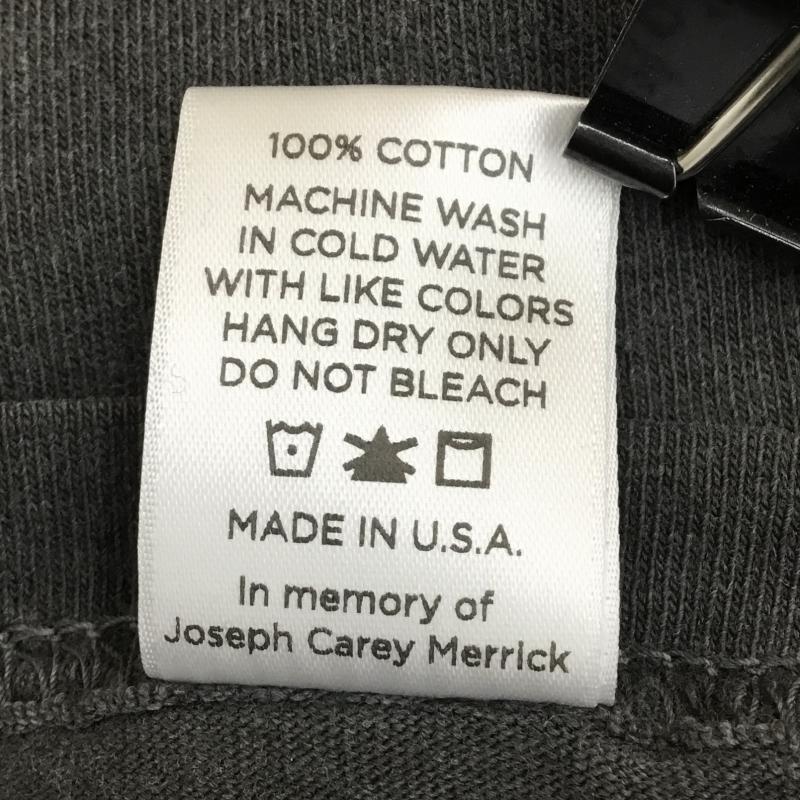 100% COTTON
MACHINE WASH
IN COLD WATER
WITH LIKE COLORS
HANG DRY ONLY
DO NOT BLEACH
MADE IN U.S.A.
In memory of
Joseph Carey Merrick